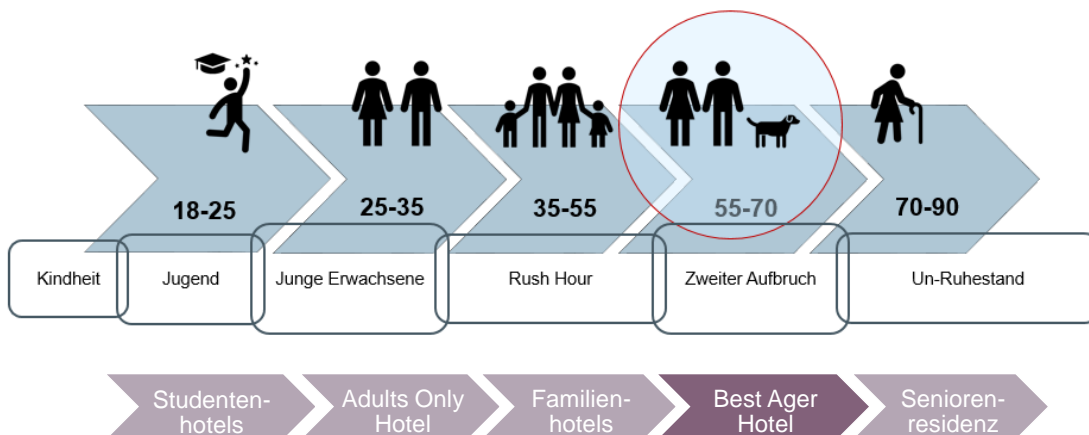 18-25
25-35
35-55
55-70
70-90
Kindheit
Jugend
Junge Erwachsene
Rush Hour
Zweiter Aufbruch
Un-Ruhestand
Studenten-
hotels
Adults Only
Hotel
Familien-
hotels
Best Ager
Hotel
Senioren-
residenz